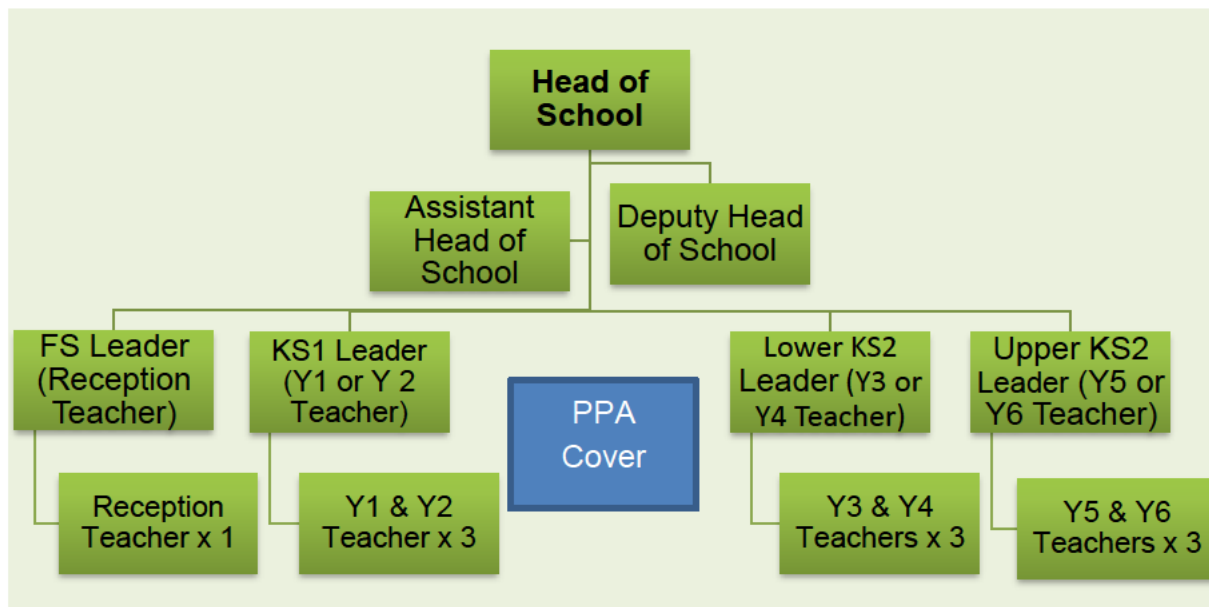 Head of
School
Assistant
Head of
School
Deputy Head
of School
FS Leader
(Reception
Teacher)
KS1 Leader
(Y1 or Y 2
Teacher)
PPA
Cover
Lower KS2
Leader (Y3 or
Y4 Teacher)
Upper KS2
Leader (Y5 or
Y6 Teacher)
Reception
Teacher x 1
Y1 & Y2
Teacher x 3
Y3 & Y4
Teachers x 3
Y5 & Y6
Teachers x 3